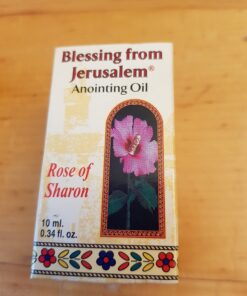 Blessing from
Jerusalem®
Anointing Oil
Rose of
Sharon
10 ml.
0.34 fl. oz.